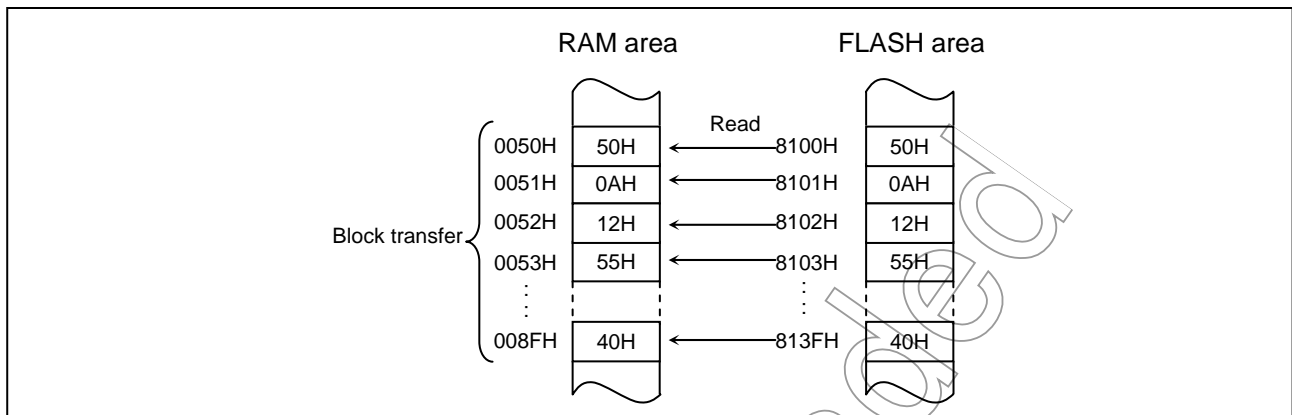 RAM area FLASH area
Read
0050H 50H 8100H 50H
0051H 0AH 8101H 0AH
0052H 12H 8102H 12H
Block transfer
0053H 55H 8103H 55H
008FH 40H 813FH 40H